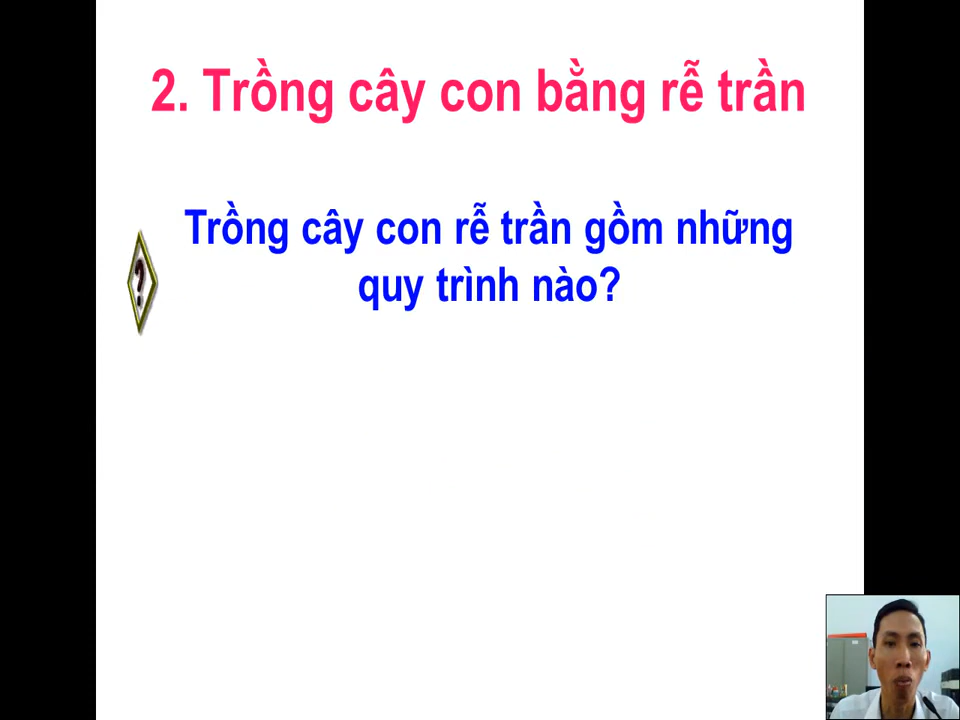 2. Trồng cây con bằng rễ trần
Trồng cây con rễ trần gồm những
quy trình nào?
?